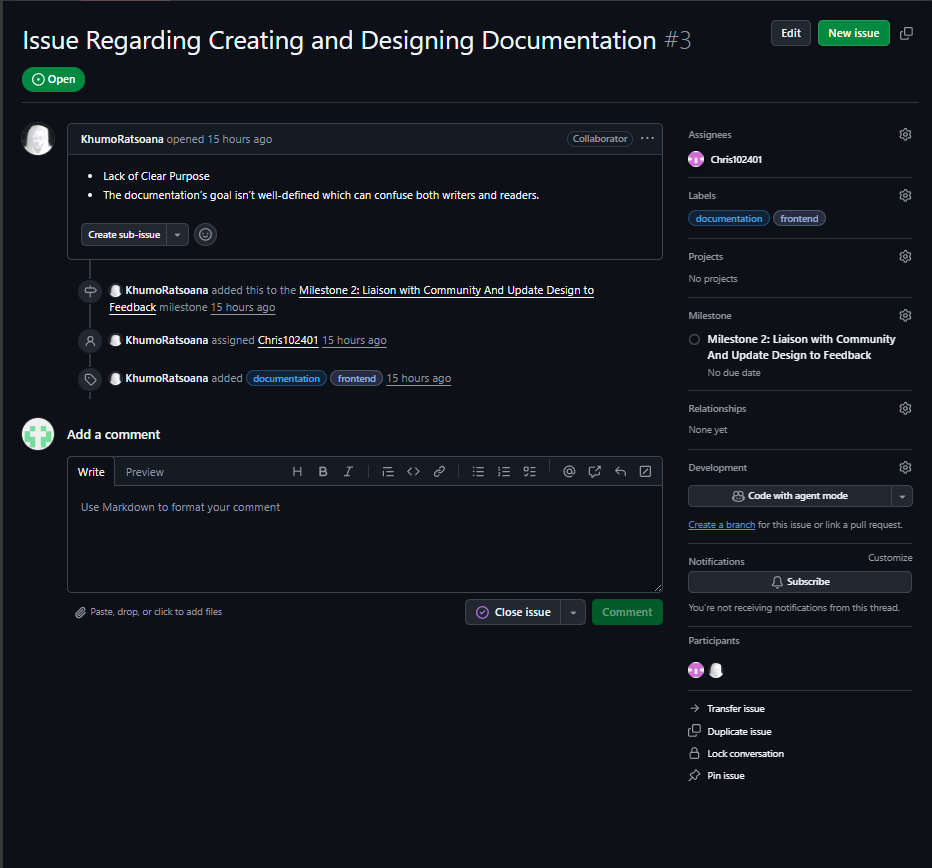 Issue Regarding Creating and Designing Documentation #3
Edit
New issue
Open
KhumoRatsoana opened 15 hours ago
Collaborator
Lack of Clear Purpose
The documentation's goal isn't well-defined which can confuse both writers and readers.
Create sub-issue
KhumoRatsoana added this to the Milestone 2: Liaison with Community And Update Design to
Feedback milestone 15 hours ago
KhumoRatsoana assigned Chris102401 15 hours ago
KhumoRatsoana added documentation frontend 15 hours ago
Add a comment
Write
Preview
Use Markdown to format your comment
Paste, drop, or click to add files
Close issue
Comment
Assignees
Chris102401
Labels
documentation frontend
Projects
No projects
Milestone
Milestone 2: Liaison with Community
And Update Design to Feedback
No due date
Relationships
None yet
Development
Code with agent mode
Create a branch for this issue or link a pull request.
Notifications
Customize
Subscribe
You're not receiving notifications from this thread.
Participants
Transfer issue
Duplicate issue
Lock conversation
Pin issue